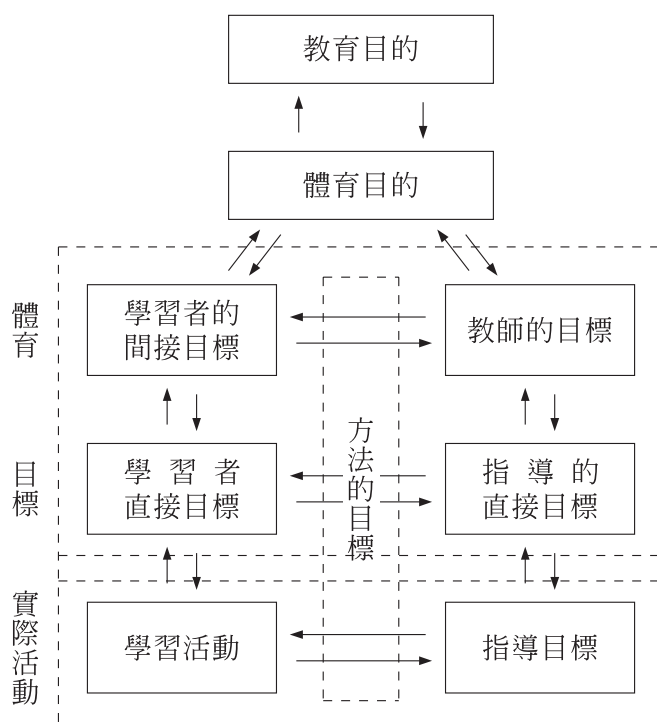 教育目的
體育目的
體育
學習者的
間接目標
教師的目標
目標
學習者
直接目標
方法的目標
指導的
直接目標
實際活動
學習活動
指導目標